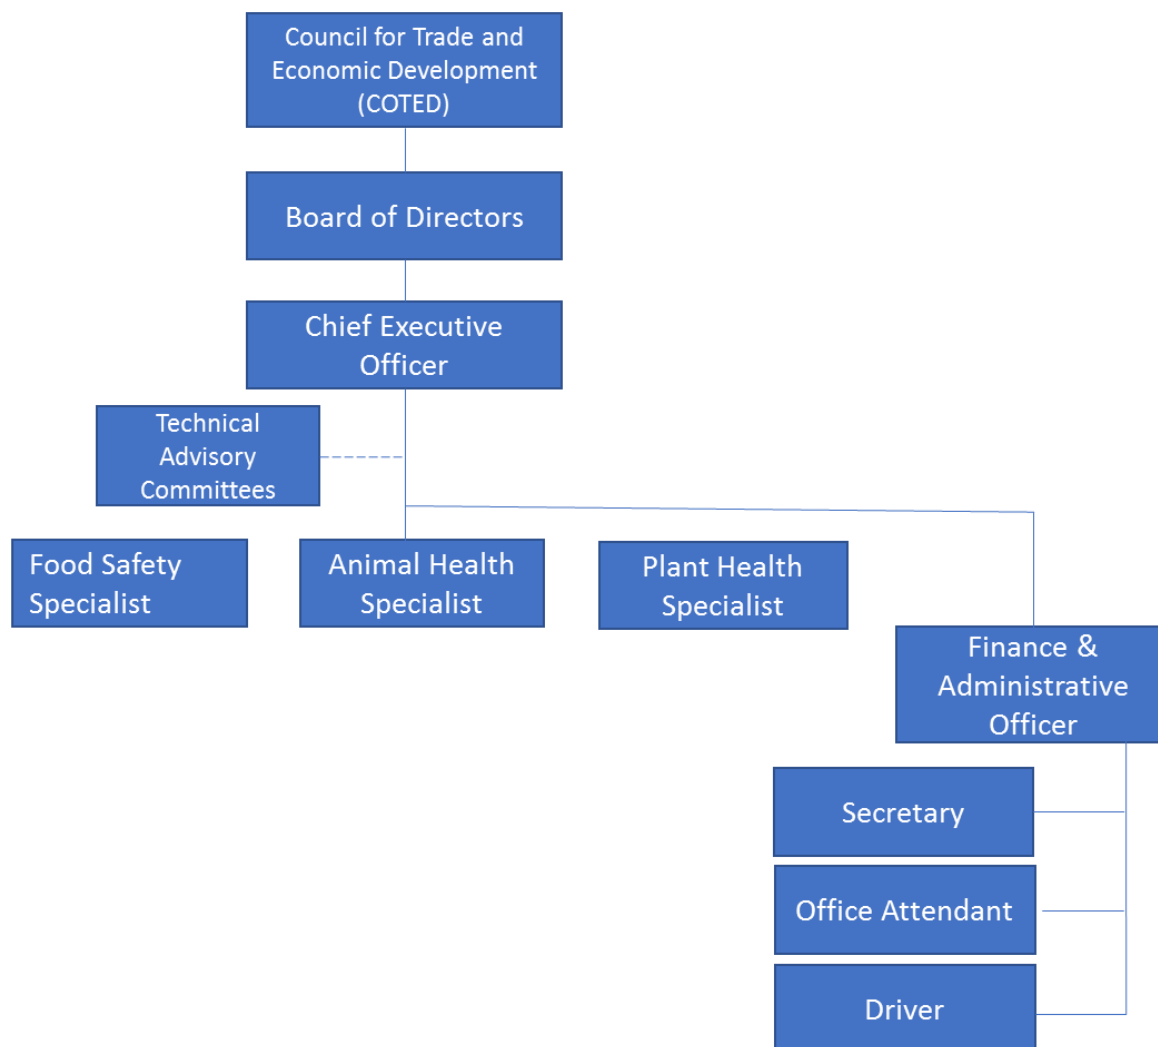 Council for Trade and
Economic Development
(COTED)
Board of Directors
Chief Executive
Officer
Technical
Advisory
Committees
Food Safety
Specialist
Animal Health
Specialist
Plant Health
Specialist
Finance &
Administrative
Officer
Secretary
Office Attendant
Driver